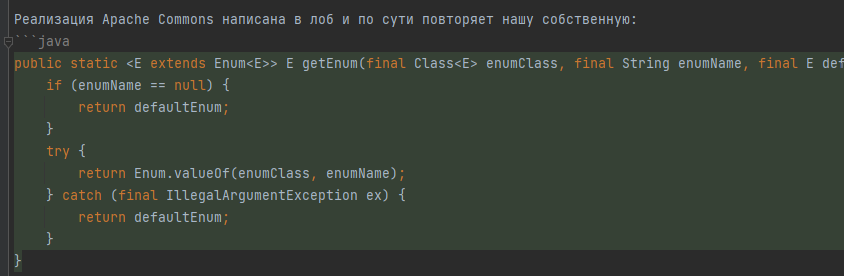 Реализация Apache Commons написана в лоб и по сути повторяет нашу собственную:
```java
public static <E extends Enum<E>> E getEnum(final Class<E> enumClass, final String enumName, final E def
    if (enumName == null) {
        return defaultEnum;
    }
    try {
        return Enum.valueOf(enumClass, enumName);
    } catch (final IllegalArgumentException ex) {
        return defaultEnum;
    }
}